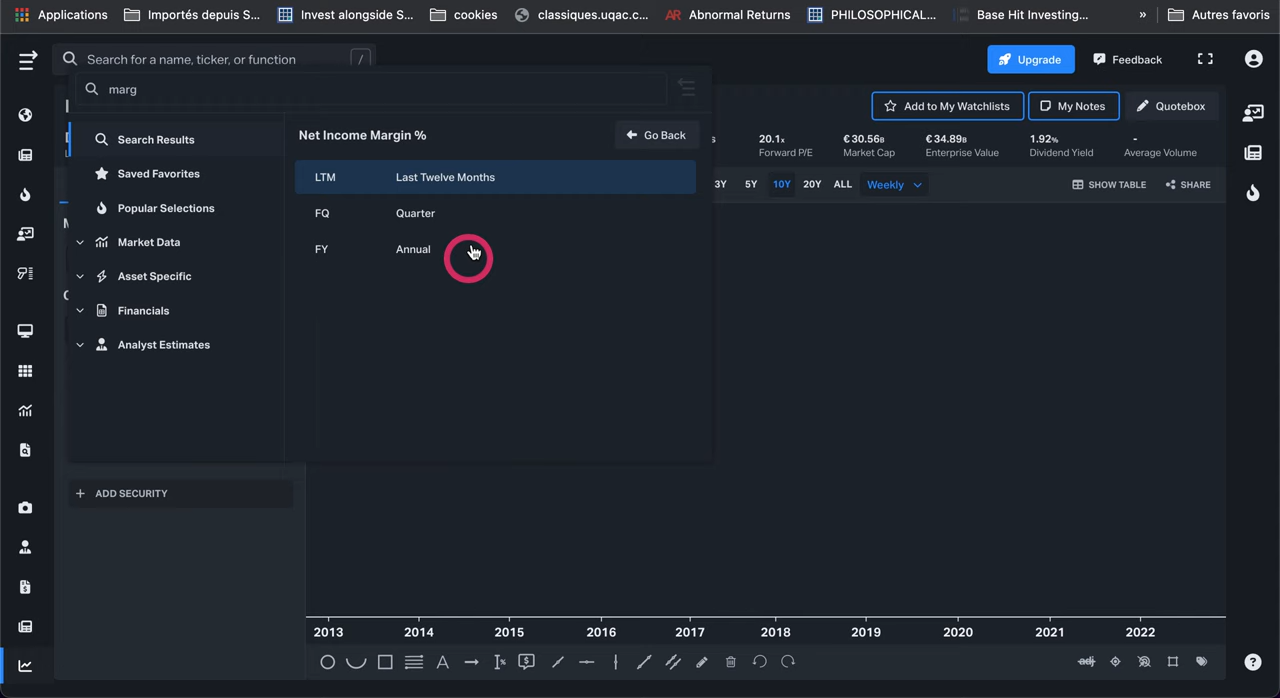 Applications
Importés depuis S...
Invest alongside S...
cookies
classiques.uqac.c...
AR
Abnormal Returns
PHILOSOPHICAL...
Base Hit Investing...
»
Autres favoris
Search for a name, ticker, or function
/
Upgrade
Feedback
marg
Add to My Watchlists
My Notes
Quotebox
Search Results
Net Income Margin %
Go Back
20.1x
€30.56B
€34.89B
1.92%
-
Forward P/E
Market Cap
Enterprise Value
Dividend Yield
Average Volume
Saved Favorites
LTM
Last Twelve Months
3Y
5Y
10Y
20Y
ALL
Weekly
SHOW TABLE
SHARE
Popular Selections
FQ
Quarter
Market Data
FY
Annual
Asset Specific
Financials
Analyst Estimates
+ ADD SECURITY
2013
2014
2015
2016
2017
2018
2019
2020
2021
2022
A
adj
?